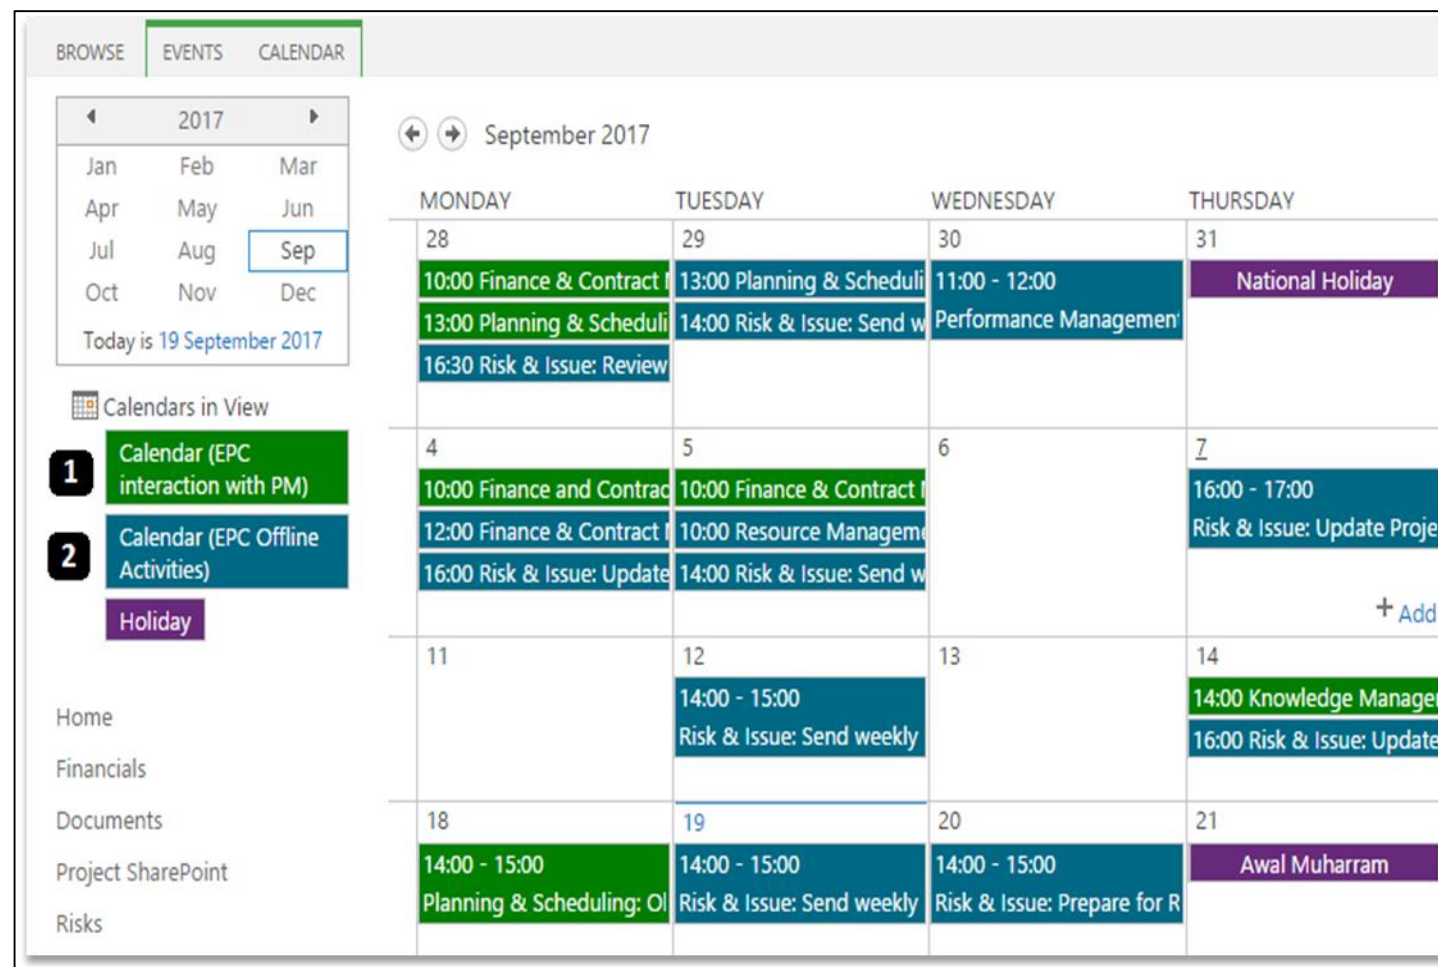 BROWSE EVENTS CALENDAR
2017
Jan Feb Mar
Apr May Jun
Jul Aug Sep
Oct Nov Dec
Today is 19 September 2017
Calendars in View
1
Calendar (EPC
interaction with PM)
2
Calendar (EPC Offline
Activities)
Holiday
Home
Financials
Documents
Project SharePoint
Risks
September 2017
MONDAY TUESDAY WEDNESDAY THURSDAY
28 29 30 31
10:00 Finance & Contract 13:00 Planning & Scheduli 11:00 - 12:00 National Holiday
13:00 Planning & Scheduli 14:00 Risk & Issue: Send w Performance Management
16:30 Risk & Issue: Review
4 5 6 7
10:00 Finance and Contrac 10:00 Finance & Contract 16:00 - 17:00
12:00 Finance & Contract 10:00 Resource Manageme Risk & Issue: Update Proje
16:00 Risk & Issue: Update 14:00 Risk & Issue: Send w
+ Add
11 12 13 14
14:00 - 15:00 14:00 Knowledge Manage
Risk & Issue: Send weekly 16:00 Risk & Issue: Update
18 19 20 21
14:00 - 15:00 14:00 - 15:00 14:00 - 15:00 Awal Muharram
Planning & Scheduling: Ol Risk & Issue: Send weekly Risk & Issue: Prepare for R